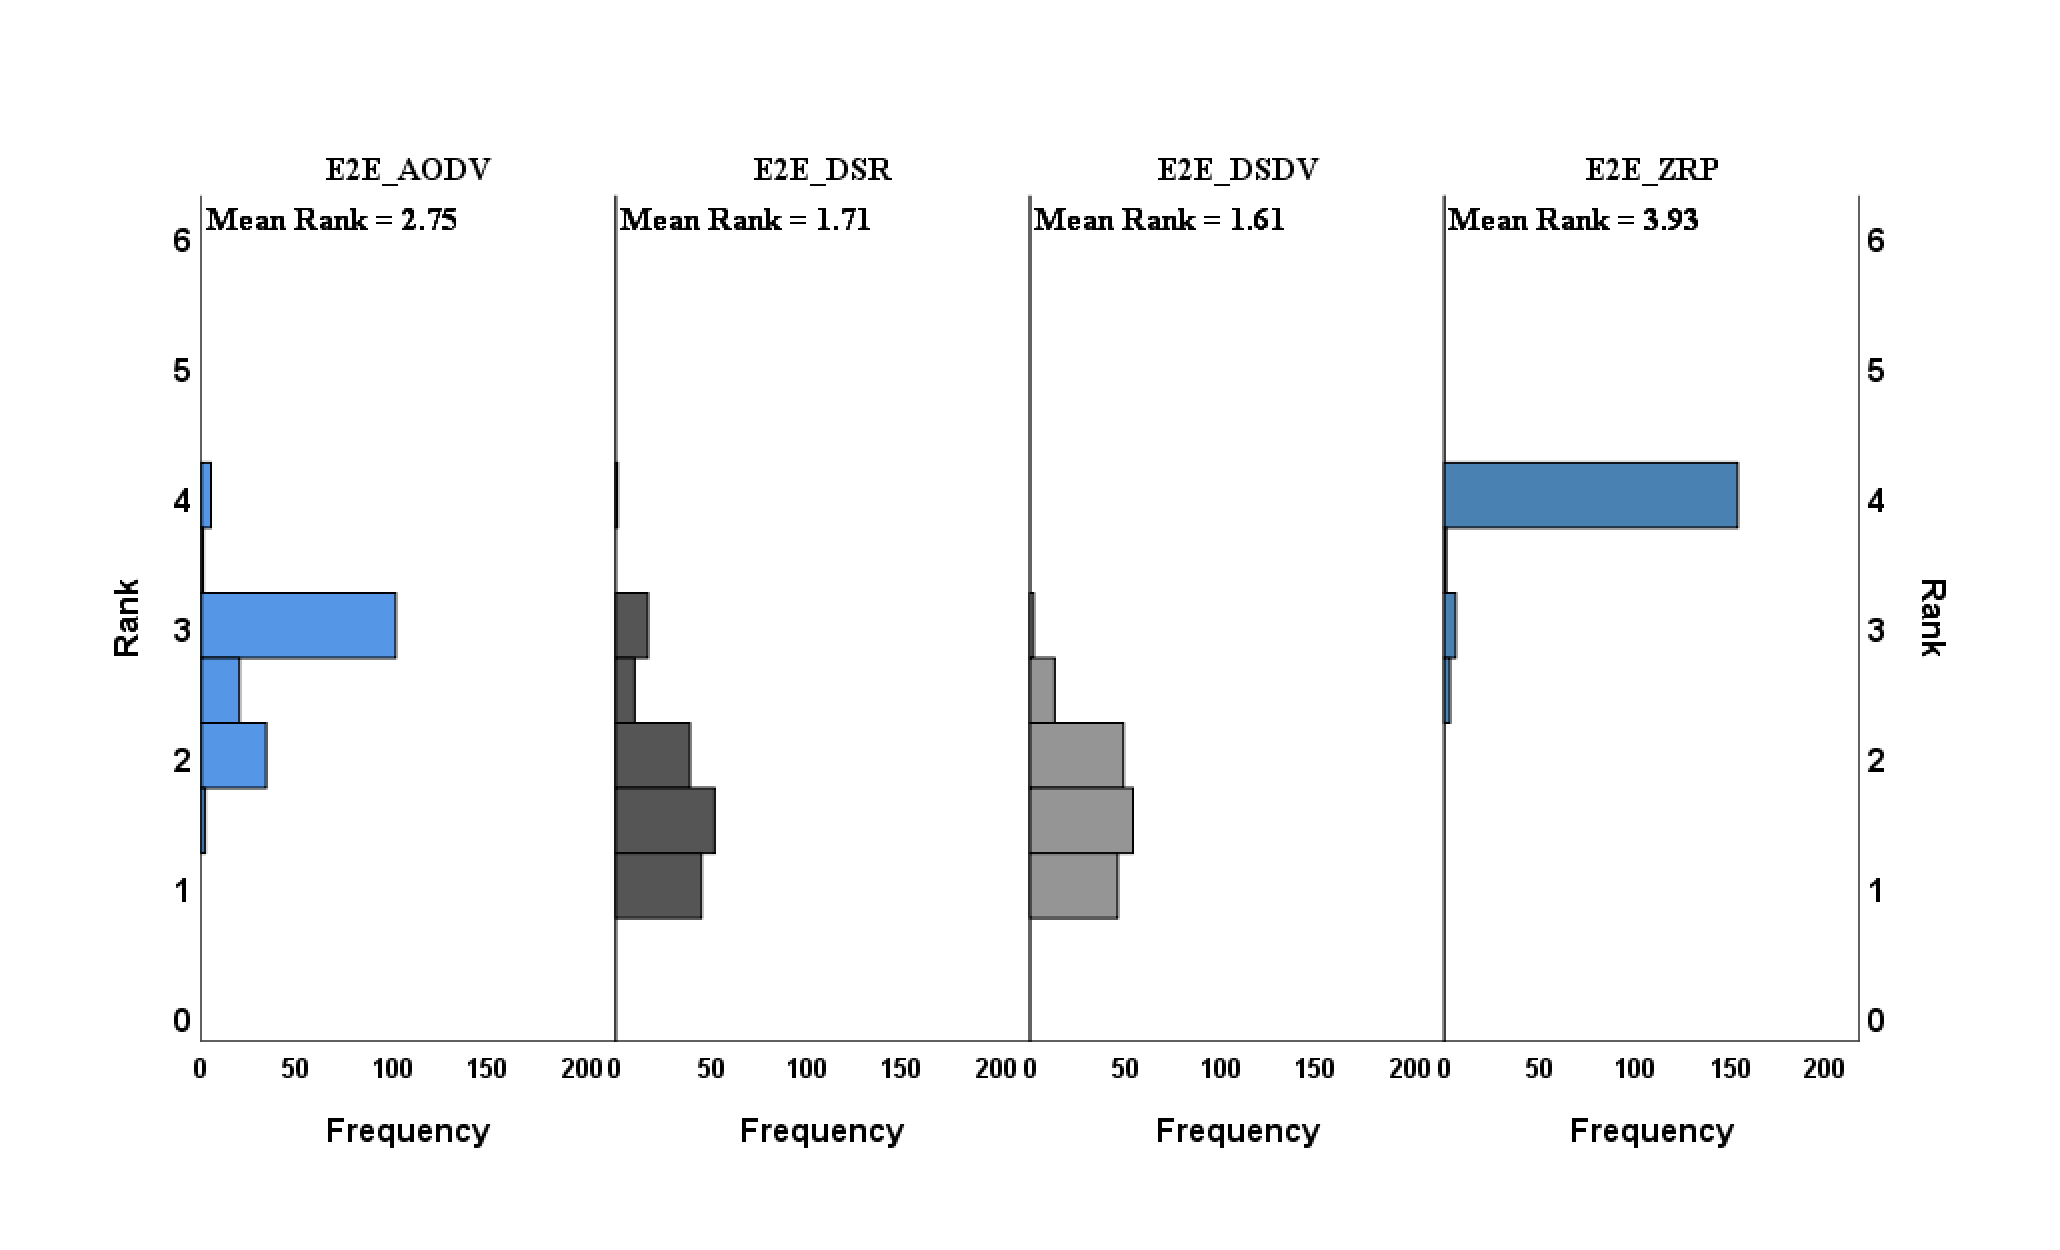 E2E_AODV E2E_DSR E2E_DSDV E2E_ZRP
Mean Rank = 2.75 Mean Rank = 1.71 Mean Rank = 1.61 Mean Rank = 3.93
6 6
5 5
4 4
Rank Rank
3 3
2 2
1 1
0 0
0 50 100 150 200 0 50 100 150 200 0 50 100 150 200 0 50 100 150 200
Frequency Frequency Frequency Frequency